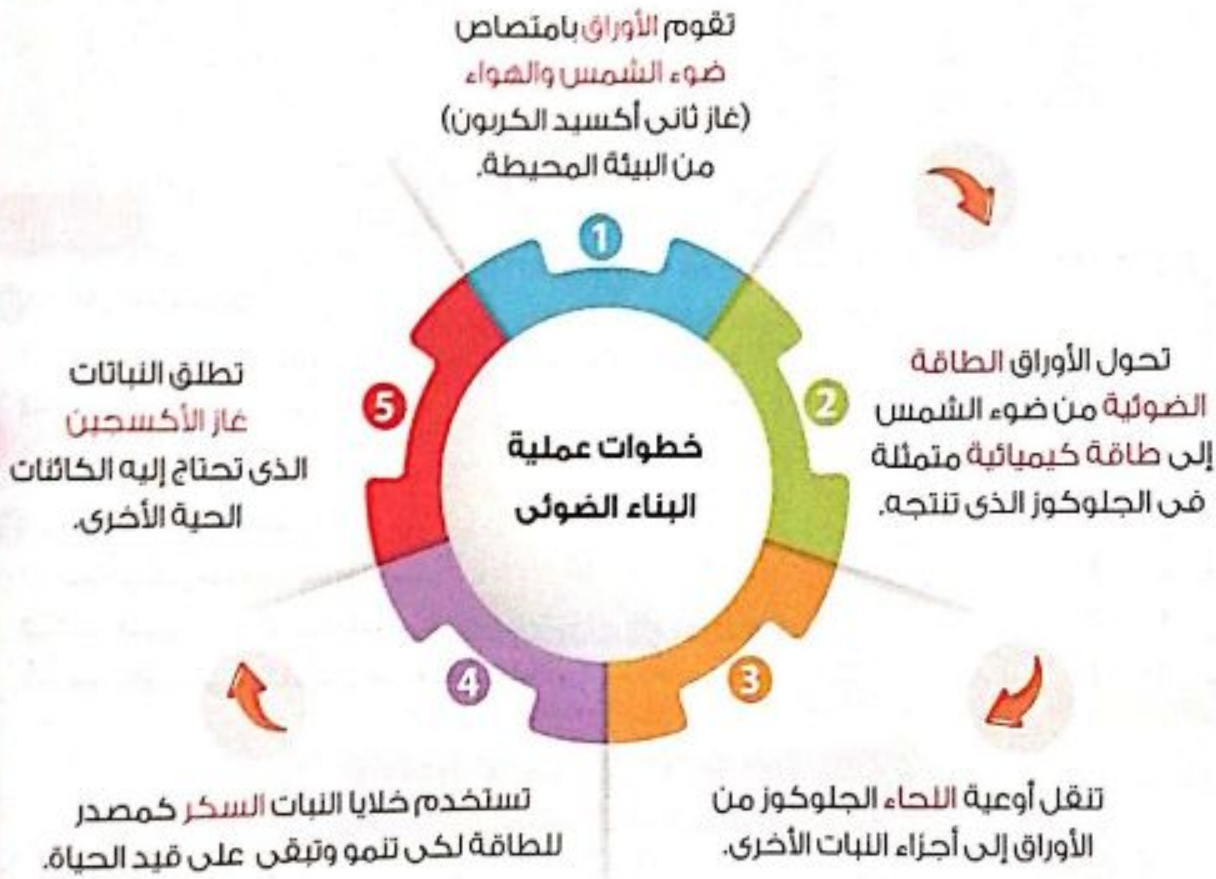 تقوم الأوراق بامتصاص
ضوء الشمس والهواء
(غاز ثانى أكسيد الكربون)
من البيئة المحيطة.
1
2
تحول الأوراق الطاقة
الضوئية من ضوء الشمس
إلى طاقة كيميائية متمثلة
فى الجلوكوز الذى تنتجه.
3
تنقل أوعية اللحاء الجلوكوز من
الأوراق إلى أجزاء النبات الأخرى.
4
تستخدم خلايا النبات السكر كمصدر
للطاقة لكى تنمو وتبقى على قيد الحياة.
5
تطلق النباتات
غاز الأكسجين
الذى تحتاج إليه الكائنات
الحية الأخرى.
خطوات عملية
البناء الضوئى